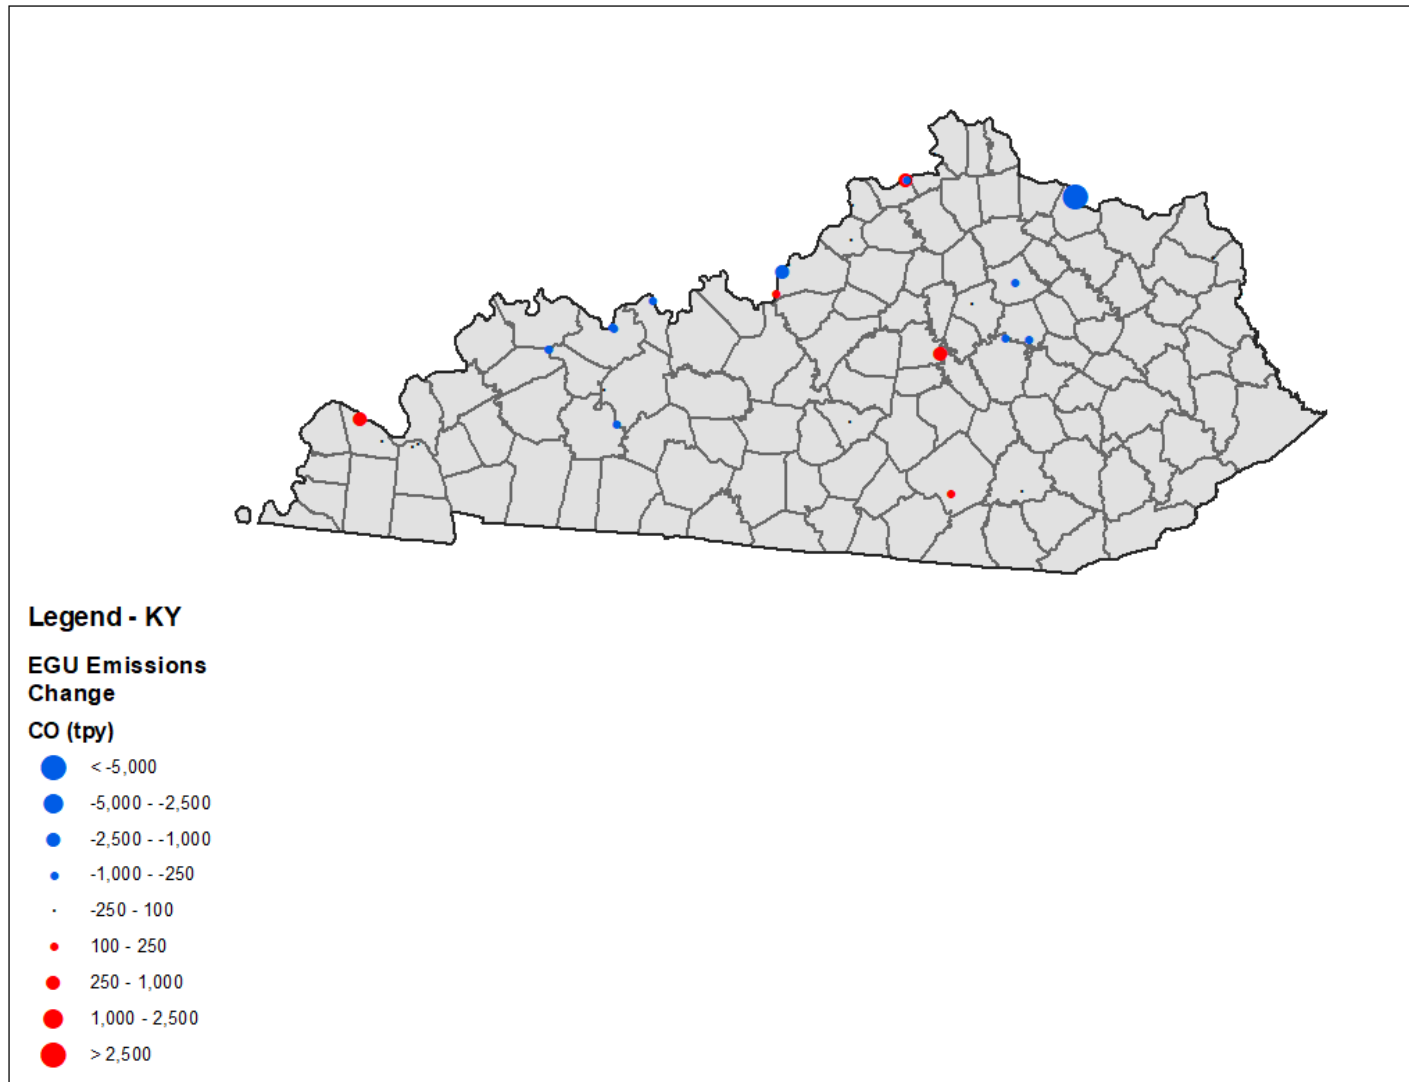 Legend - KY
EGU Emissions
Change
CO (tpy)
< -5,000
-5,000 - -2,500
-2,500 - -1,000
-1,000 - -250
-250 - 100
100 - 250
250 - 1,000
1,000 - 2,500
> 2,500